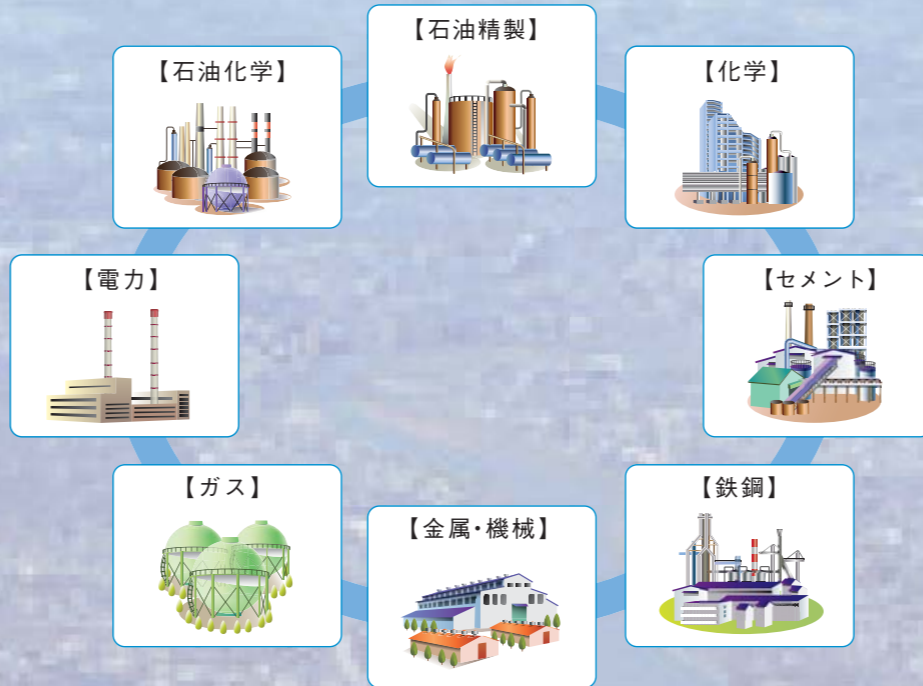 【石油精製】
【石油化学】
【化学】
【電力】
【セメント】
【ガス】
【鉄鋼】
【金属・機械】